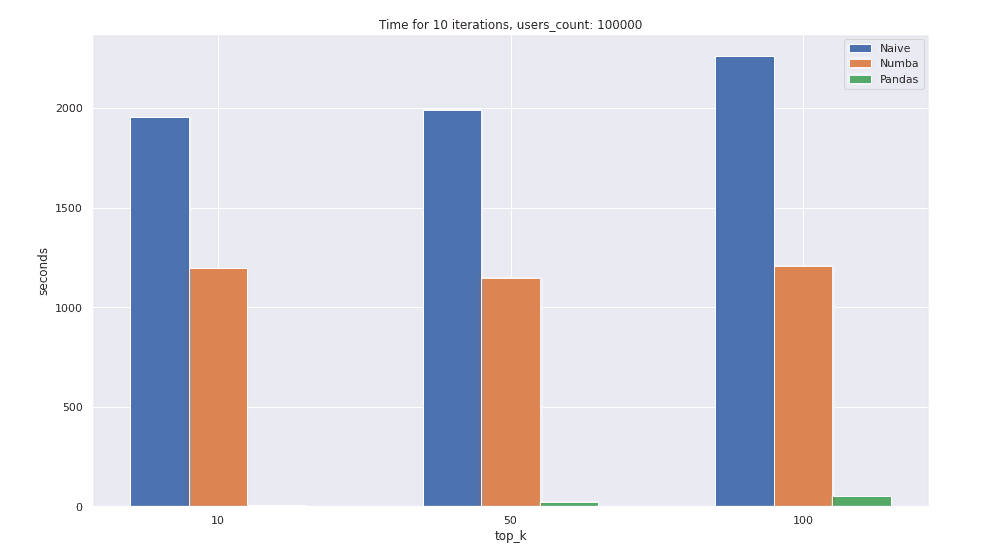 Time for 10 iterations, users_count: 100000
Naive
Numba
Pandas
2000
1500
1000
500
0
seconds
10
50
100
top_k